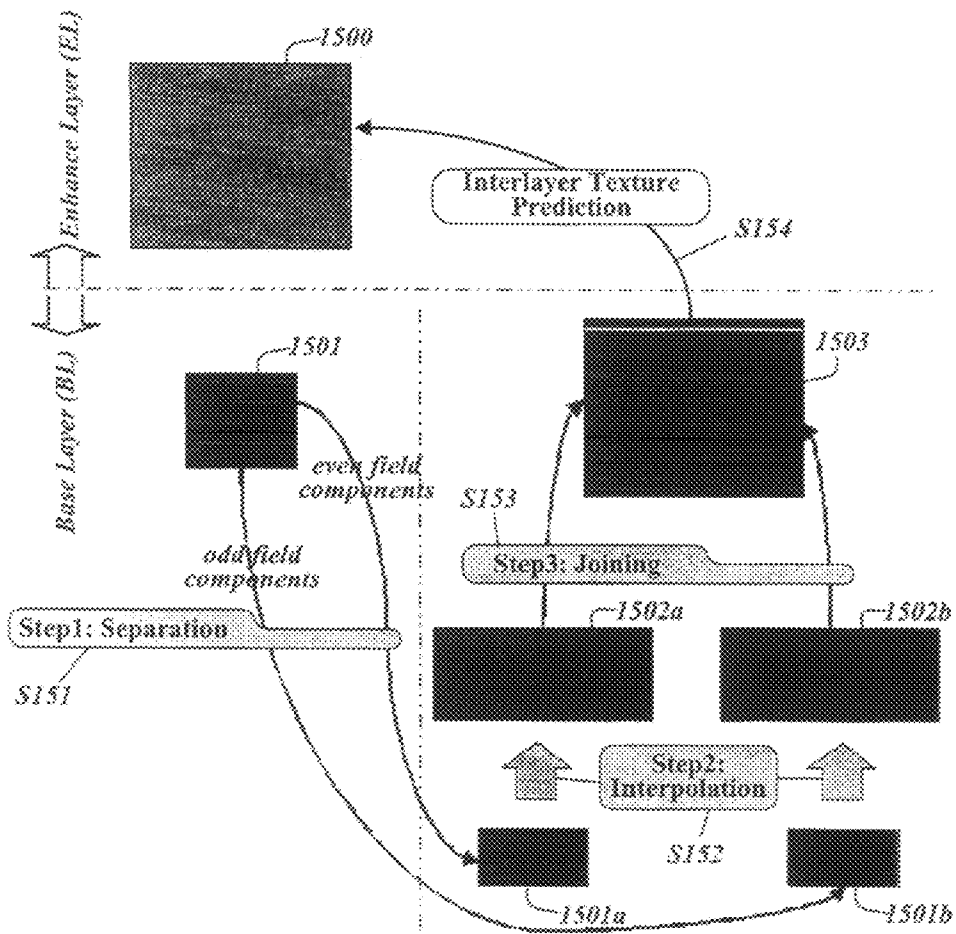 1500
Enhance Layer (EL)
Interlayer Texture
Prediction
S154
Base Layer (BL)
1501
1503
even field
components
S153
odd field
components
Step3: Joining
1502a
1502b
Step1: Separation
S151
Step2:
Interpolation
S152
1501a
1501b